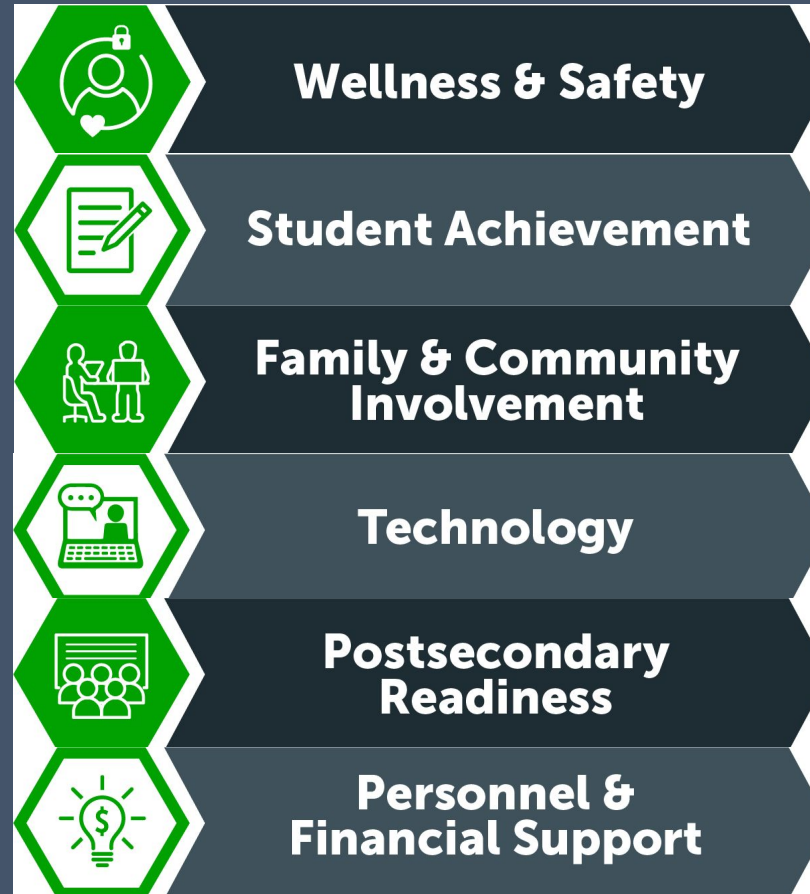 Wellness & Safety
Student Achievement
Family & Community
Involvement
Technology
Postsecondary
Readiness
Personnel &
Financial Support
$